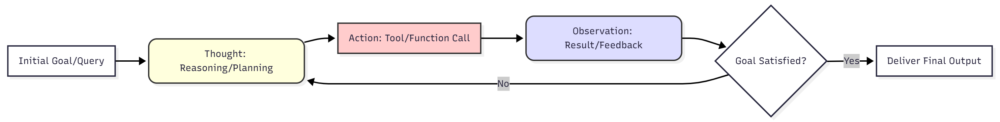 Initial Goal/Query
Thought:
Reasoning/Planning
Action: Tool/Function Call
Observation:
Result/Feedback
Goal Satisfied?
Yes
No
Deliver Final Output